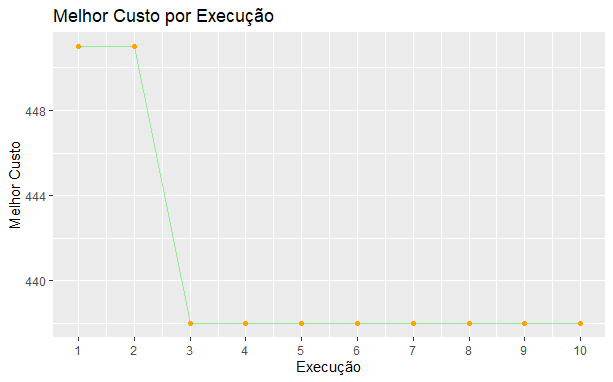 Melhor Custo por Execução
Melhor Custo
448
444
440
1 2 3 4 5 6 7 8 9 10
Execução